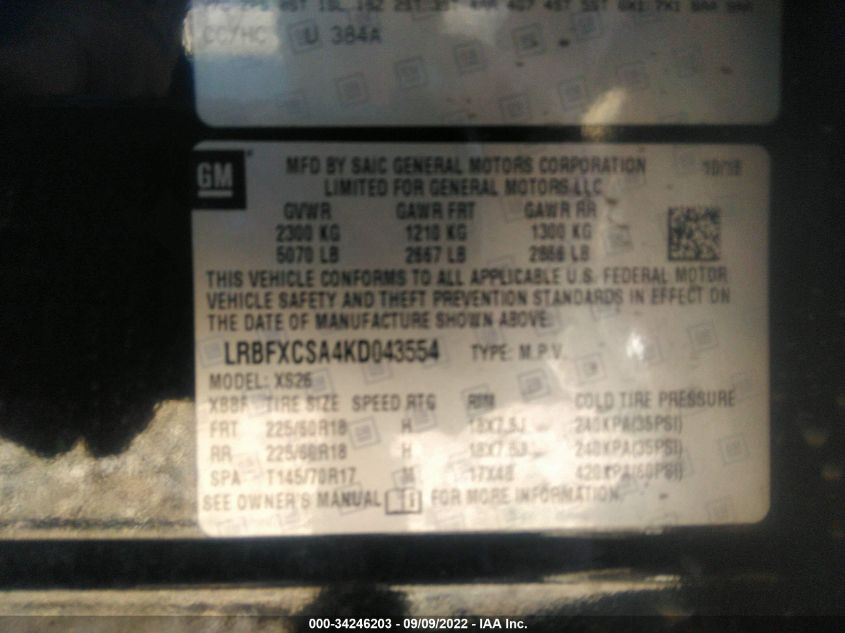 CC/HC U 384A
GM
MFD BY SAIC GENERAL MOTORS CORPORATION 10/18
LIMITED FOR GENERAL MOTORS LLC
GVWR GAWR FRT GAWR RR
2300 KG 1210 KG 1300 KG
5070 LB 2667 LB 2866 LB
THIS VEHICLE CONFORMS TO ALL APPLICABLE U.S. FEDERAL MOTOR
VEHICLE SAFETY AND THEFT PREVENTION STANDARDS IN EFFECT ON
THE DATE OF MANUFACTURE SHOWN ABOVE.
LRBFXCSA4KD043554 TYPE: M.P.V.
MODEL: XS26
TIRE SIZE SPEED RTG RIM COLD TIRE PRESSURE
FRT 225/60R18 H 18X7.5J 240KPA(35PSI)
RR 225/60R18 H 18X7.5J 240KPA(35PSI)
SPA T145/70R17 M 17X4B 420KPA(60PSI)
SEE OWNER'S MANUAL FOR MORE INFORMATION
000-34246203 - 09/09/2022 - IAA Inc.